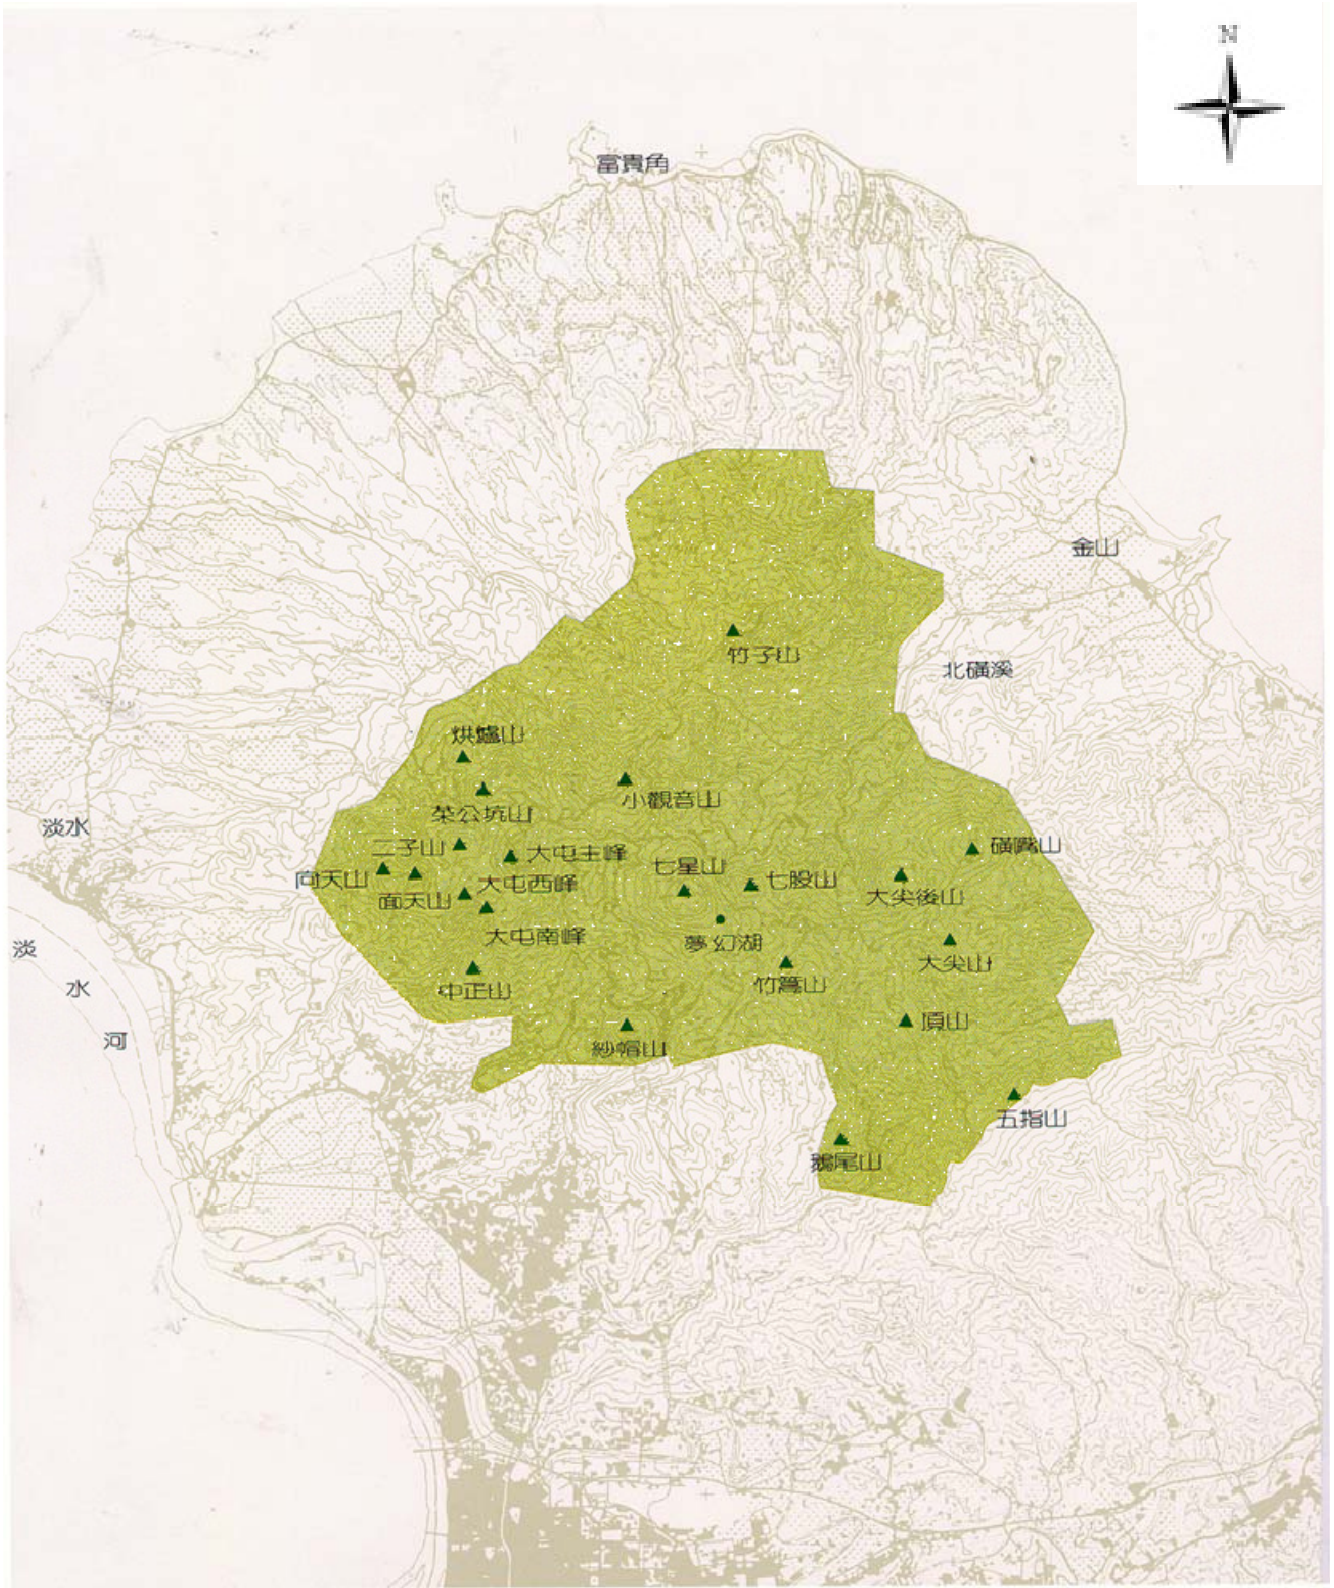 N
富貴角
金山
竹子山
北磺溪
烘爐山
小觀音山
菜公坑山
淡水
二子山
大屯主峰
磺嘴山
七星山
向天山
七股山
大屯西峰
面天山
大尖後山
大屯南峰
夢幻湖
淡
水
河
大尖山
竹篙山
中正山
頂山
紗帽山
五指山
鵝尾山